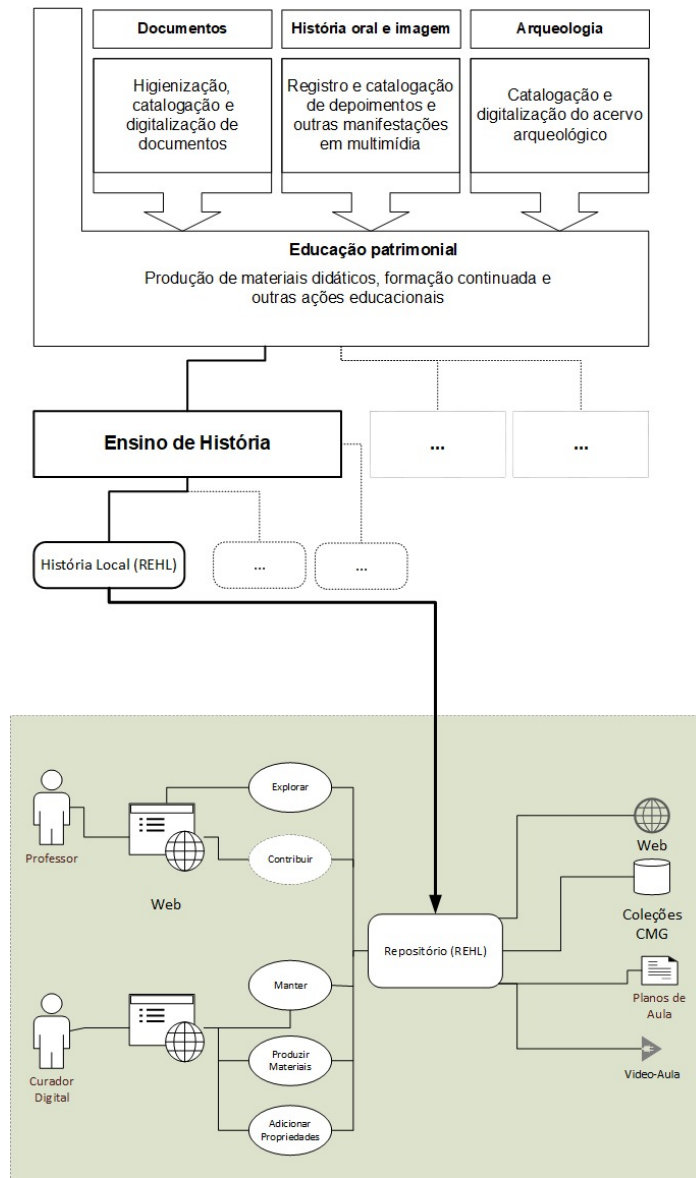 Documentos
História oral e imagem
Arqueologia
Higienização,
catalogação e
digitalização de
documentos
Registro e catalogação
de depoimentos e
outras manifestações
em multimídia
Catalogação e
digitalização do acervo
arqueológico
Educação patrimonial
Produção de materiais didáticos, formação continuada e
outras ações educacionais
Ensino de História
...
...
História Local (REHL)
...
...
Professor
Web
Explorar
Contribuir
Curador
Digital
Manter
Produzir
Materiais
Adicionar
Propriedades
Repositório (REHL)
Web
Coleções
CMG
Planos de
Aula
Video-Aula